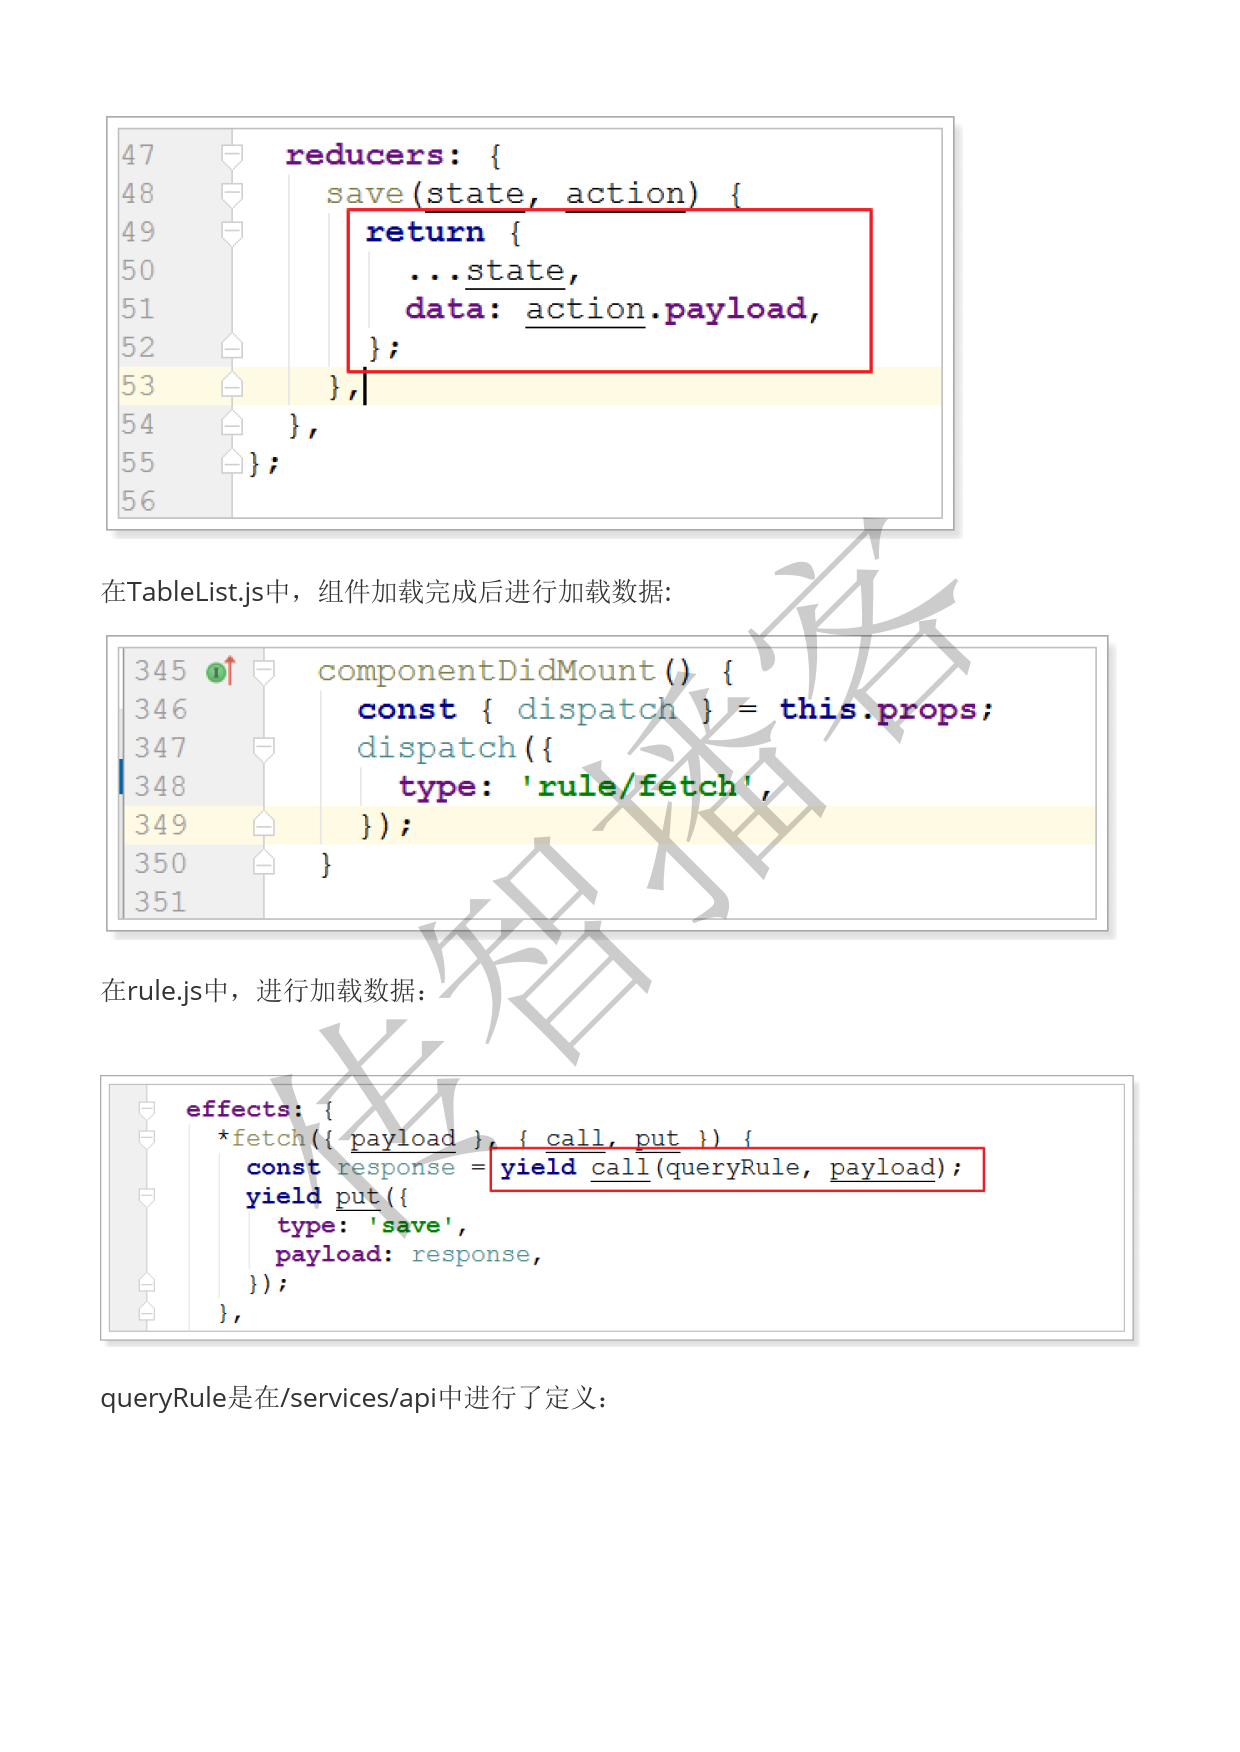 47 reducers: {
48 save(state, action) {
49 return {
50 ...state,
51 data: action.payload,
52 };
53 },
54 },
55 };
56
在TableList.js中，组件加载完成后进行加载数据:
345 componentDidMount() {
346 const { dispatch } = this.props;
347 dispatch({
348 type: 'rule/fetch',
349 });
350 }
351
在rule.js中，进行加载数据：
effects: {
*fetch({ payload }, { call, put }) {
const response = yield call(queryRule, payload);
yield put({
type: 'save',
payload: response,
});
},
queryRule是在/services/api中进行了定义：
传智播客